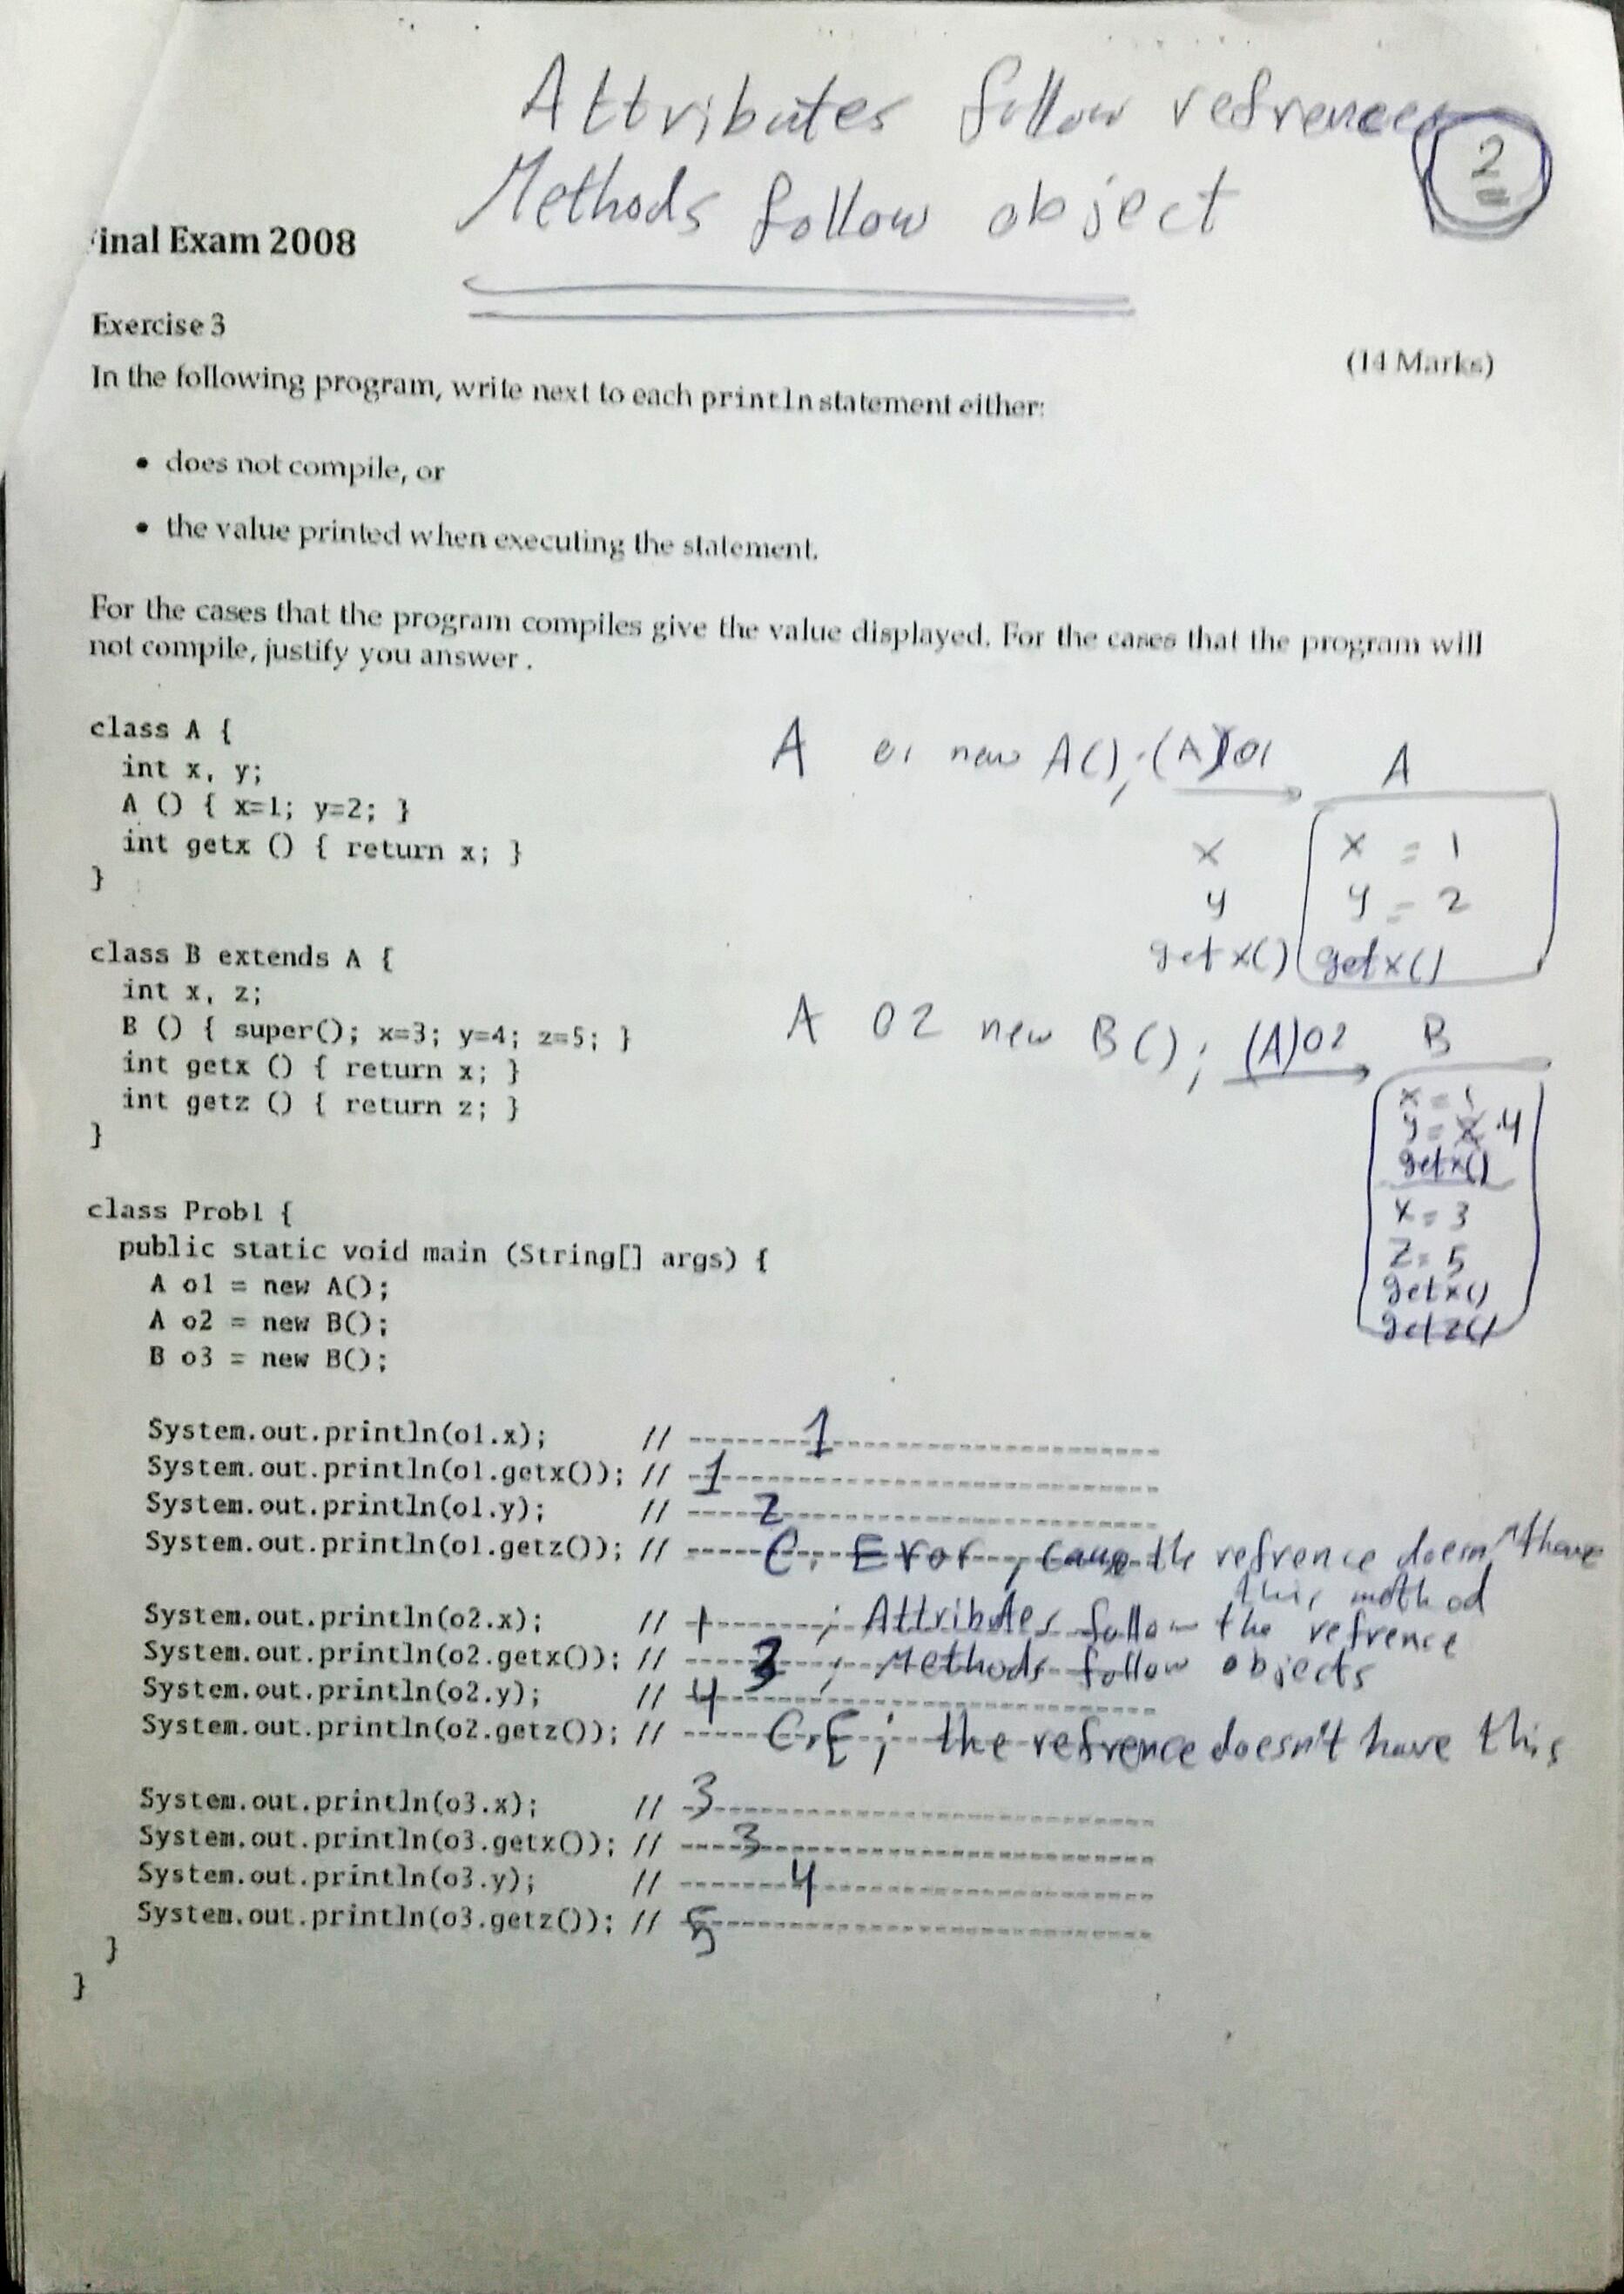 Attributes follow refrences
2
Methods follow object
inal Exam 2008
Exercise 3
(14 Marks)
In the following program, write next to each println statement either:
• does not compile, or
• the value printed when executing the statement.
For the cases that the program compiles give the value displayed. For the cases that the program will
not compile, justify you answer .
class A {
int x, y;
A () { x=1; y=2; }
int getx () { return x; }
}
A o1 new A(); (A)o1
A
x x = 1
y y = 2
getx() getx()
class B extends A {
int x, z;
B () { super(); x=3; y=4; z=5; }
int getx () { return x; }
int getz () { return z; }
}
A o2 new B(); (A)o2
B
x = 1
y = 2 4
getx()
x = 3
z = 5
getx()
getz()
class Prob1 {
public static void main (String[] args) {
A o1 = new A();
A o2 = new B();
B o3 = new B();
System.out.println(o1.x); // 1
System.out.println(o1.getx()); // 1
System.out.println(o1.y); // 2
System.out.println(o1.getz()); // C. Eror , cause the refrence doesn't have
this method
System.out.println(o2.x); // 1 ; Attributes follow the refrence
System.out.println(o2.getx()); // 3 ; Methods follow objects
System.out.println(o2.y); // 4
System.out.println(o2.getz()); // C.E ; the refrence doesn't have this
System.out.println(o3.x); // 3
System.out.println(o3.getx()); // 3
System.out.println(o3.y); // 4
System.out.println(o3.getz()); // 5
}
}